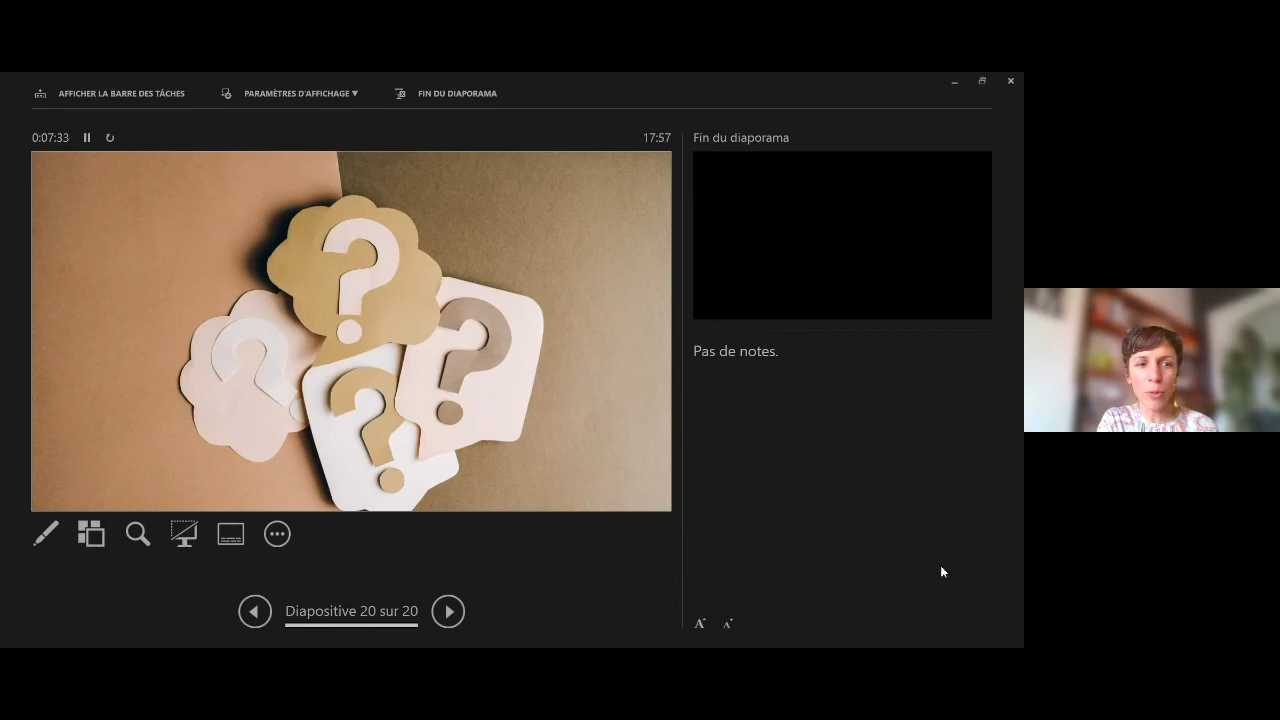 AFFICHER LA BARRE DES TÂCHES
PARAMÈTRES D'AFFICHAGE ▼
FIN DU DIAPORAMA
0:07:33
17:57
Fin du diaporama
?
?
?
?
Pas de notes.
Diapositive 20 sur 20
A
A